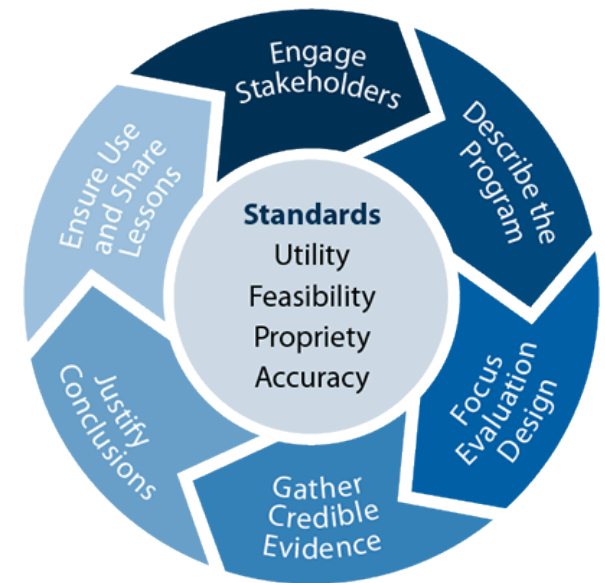 Engage
Stakeholders
Describe the
Program
Focus
Evaluation
Design
Gather
Credible
Evidence
Justify
Conclusions
Ensure Use
and Share
Lessons
Standards
Utility
Feasibility
Propriety
Accuracy